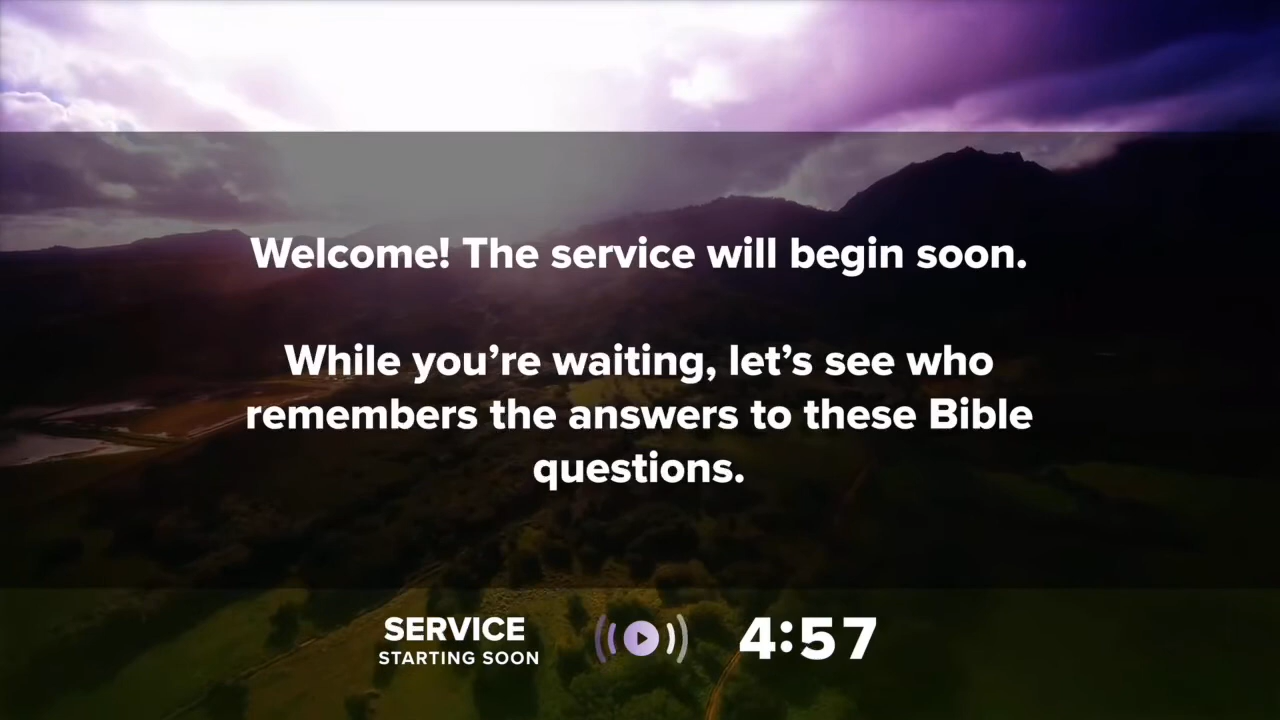 Welcome! The service will begin soon.
While you’re waiting, let’s see who
remembers the answers to these Bible
questions.
SERVICE
STARTING SOON
4:57